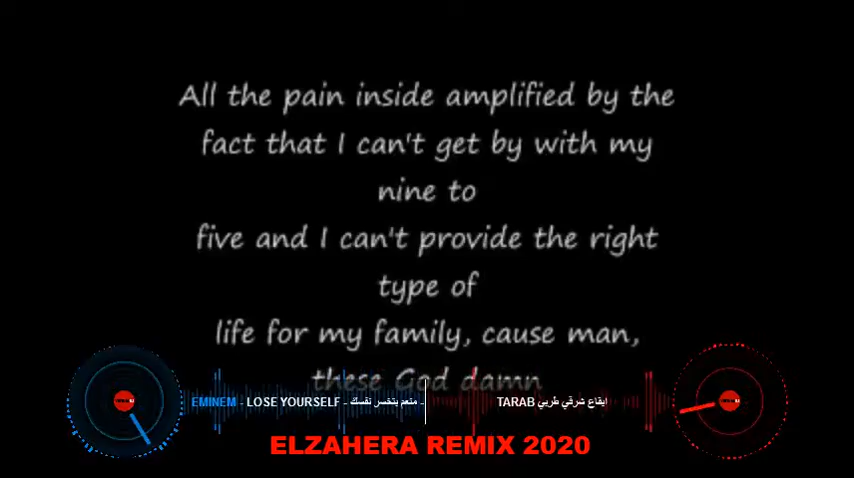 All the pain inside amplified by the
fact that I can't get by with my
nine to
five and I can't provide the right
type of
life for my family, cause man,
these God damn
EMINEM - LOSE YOURSELF - منعم بتخسر نفسك -
TARAB ايقاع شرقي طربي
ELZAHERA REMIX 2020